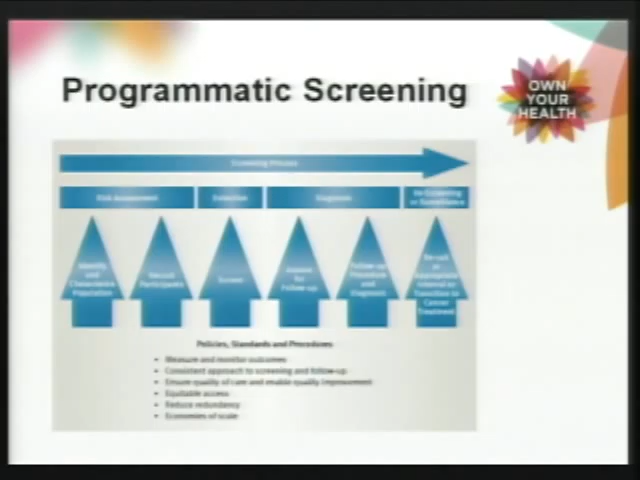 Programmatic Screening
OWN
YOUR
HEALTH
Screening Process
Risk Assessment
Detection
Diagnosis
Re-Screening
or Surveillance
Identify
and
Characterize
Population
Recruit
Participants
Screen
Assess
for
Follow-up
Follow-up
Procedure
and
Diagnosis
Re-call
at
Appropriate
Interval or
Transition to
Cancer
Treatment
Policies, Standards and Procedures
• Measure and monitor outcomes
• Consistent approach to screening and follow-up
• Ensure quality of care and enable quality improvement
• Equitable access
• Reduce redundancy
• Economies of scale